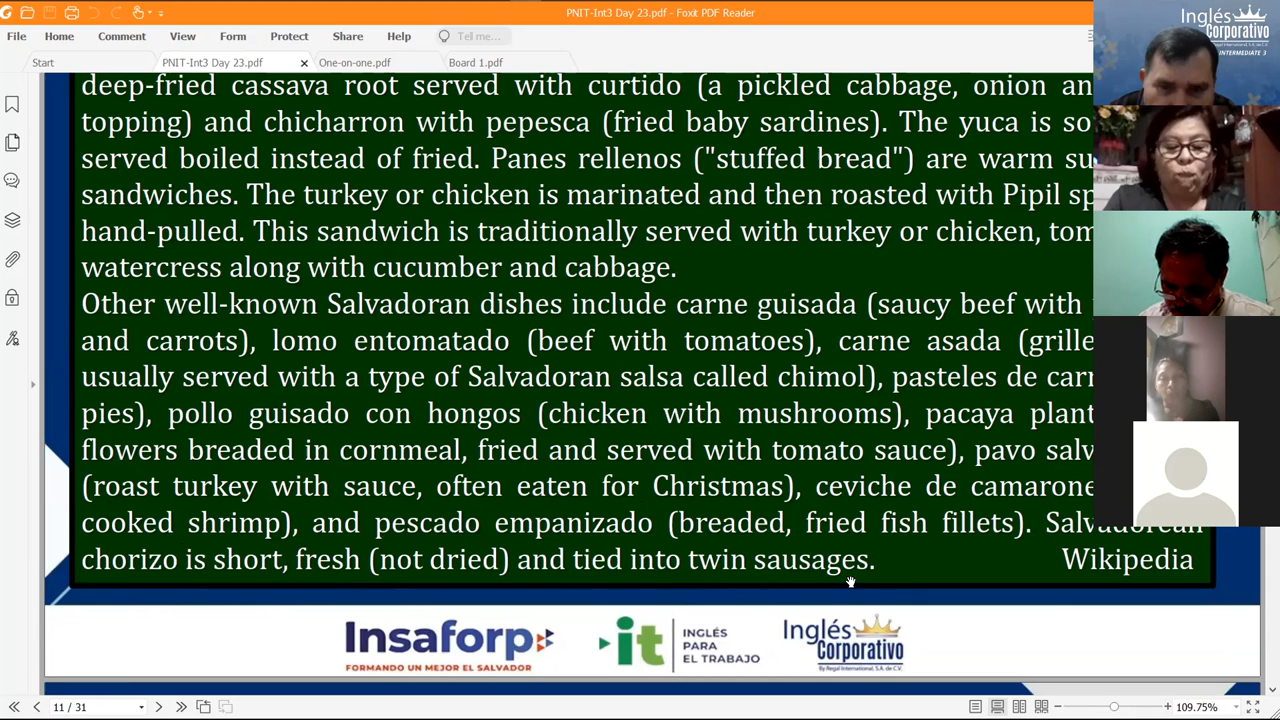 PNIT-Int3 Day 23.pdf - Foxit PDF Reader
File Home Comment View Form Protect Share Help Tell me...
Start PNIT-Int3 Day 23.pdf One-on-one.pdf Board 1.pdf
deep-fried cassava root served with curtido (a pickled cabbage, onion an
topping) and chicharron with pepesca (fried baby sardines). The yuca is so
served boiled instead of fried. Panes rellenos ("stuffed bread") are warm su
sandwiches. The turkey or chicken is marinated and then roasted with Pipil sp
hand-pulled. This sandwich is traditionally served with turkey or chicken, tom
watercress along with cucumber and cabbage.
Other well-known Salvadoran dishes include carne guisada (saucy beef with
and carrots), lomo entomatado (beef with tomatoes), carne asada (grille
usually served with a type of Salvadoran salsa called chimol), pasteles de car
pies), pollo guisado con hongos (chicken with mushrooms), pacaya plant
flowers breaded in cornmeal, fried and served with tomato sauce), pavo salv
(roast turkey with sauce, often eaten for Christmas), ceviche de camarone
cooked shrimp), and pescado empanizado (breaded, fried fish fillets). Salvadorean
chorizo is short, fresh (not dried) and tied into twin sausages. Wikipedia
Insaforp
FORMANDO UN MEJOR EL SALVADOR
it INGLÉS PARA EL TRABAJO
Inglés Corporativo
By Regal International, S.A. de C.V.
11 / 31
109.75%
Inglés
Corporativo
INTERMEDIATE 3